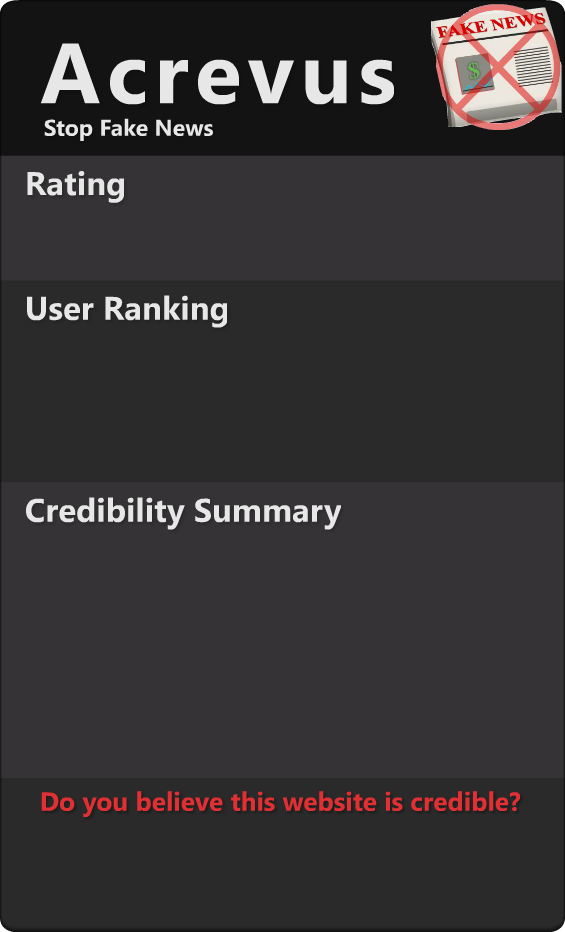 FAKE NEWS
$
Acrevus
Stop Fake News
Rating
User Ranking
Credibility Summary
Do you believe this website is credible?